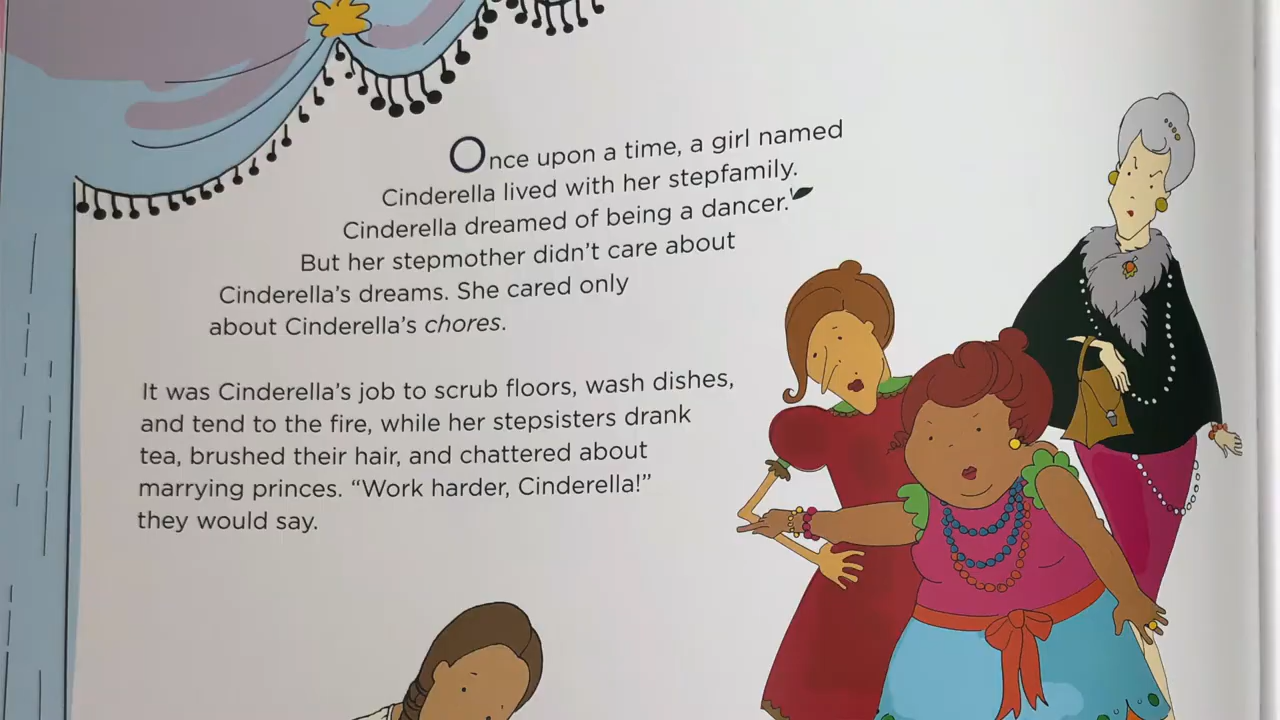 Once upon a time, a girl named
Cinderella lived with her stepfamily.
Cinderella dreamed of being a dancer.
But her stepmother didn’t care about
Cinderella’s dreams. She cared only
about Cinderella’s chores.
It was Cinderella’s job to scrub floors, wash dishes,
and tend to the fire, while her stepsisters drank
tea, brushed their hair, and chattered about
marrying princes. “Work harder, Cinderella!”
they would say.